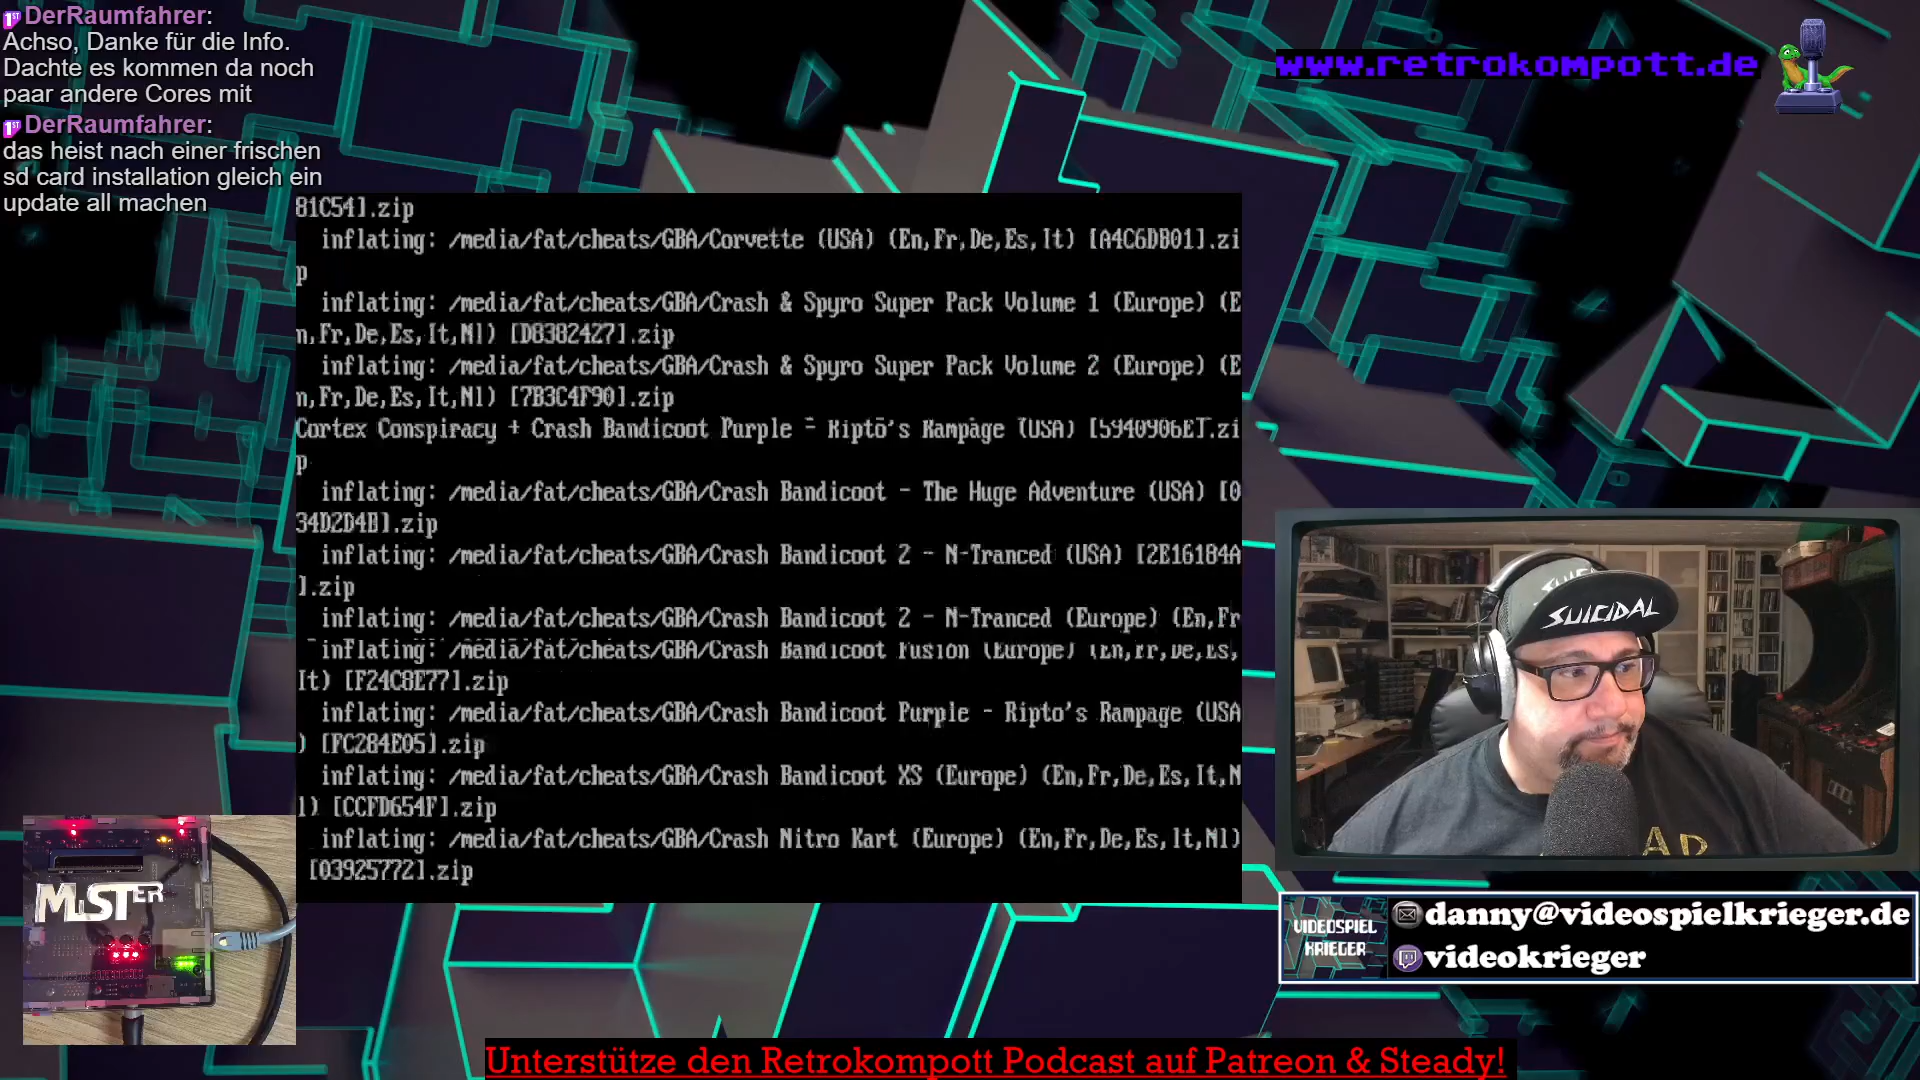 DerRaumfahrer:
Achso, Danke für die Info.
Dachte es kommen da noch
paar andere Cores mit
DerRaumfahrer:
das heist nach einer frischen
sd card installation gleich ein
update all machen
www.retrokompott.de
81C54].zip
inflating: /media/fat/cheats/GBA/Corvette (USA) (En,Fr,De,Es,It) [A4C6DB01].zi
p
inflating: /media/fat/cheats/GBA/Crash & Spyro Super Pack Volume 1 (Europe) (E
n,Fr,De,Es,It,Nl) [D8382427].zip
inflating: /media/fat/cheats/GBA/Crash & Spyro Super Pack Volume 2 (Europe) (E
n,Fr,De,Es,It,Nl) [7B3C4F90].zip
Cortex Conspiracy + Crash Bandicoot Purple - Ripto's Rampage (USA)
p
inflating: /media/fat/cheats/GBA/Crash Bandicoot - The Huge Adventure (USA) [0
34D2D4B].zip
inflating: /media/fat/cheats/GBA/Crash Bandicoot 2 - N-Tranced (USA) [2E16184A
].zip
inflating: /media/fat/cheats/GBA/Crash Bandicoot 2 - N-Tranced (Europe) (En,Fr
inflating: /media/fat/cheats/GBA/Crash Bandicoot Fusion (Europe) (En,Fr,De,Es,
It) [F24C8E77].zip
inflating: /media/fat/cheats/GBA/Crash Bandicoot Purple - Ripto's Rampage (USA
) [FC284E05].zip
inflating: /media/fat/cheats/GBA/Crash Bandicoot XS (Europe) (En,Fr,De,Es,It,N
l) [CCFD654F].zip
inflating: /media/fat/cheats/GBA/Crash Nitro Kart (Europe) (En,Fr,De,Es,It,Nl)
[03925772].zip
SUICIDAL
MiSTer
VIDEOSPIEL
KRIEGER
danny@videospielkrieger.de
videokrieger
Unterstütze den Retrokompott Podcast auf Patreon & Steady!